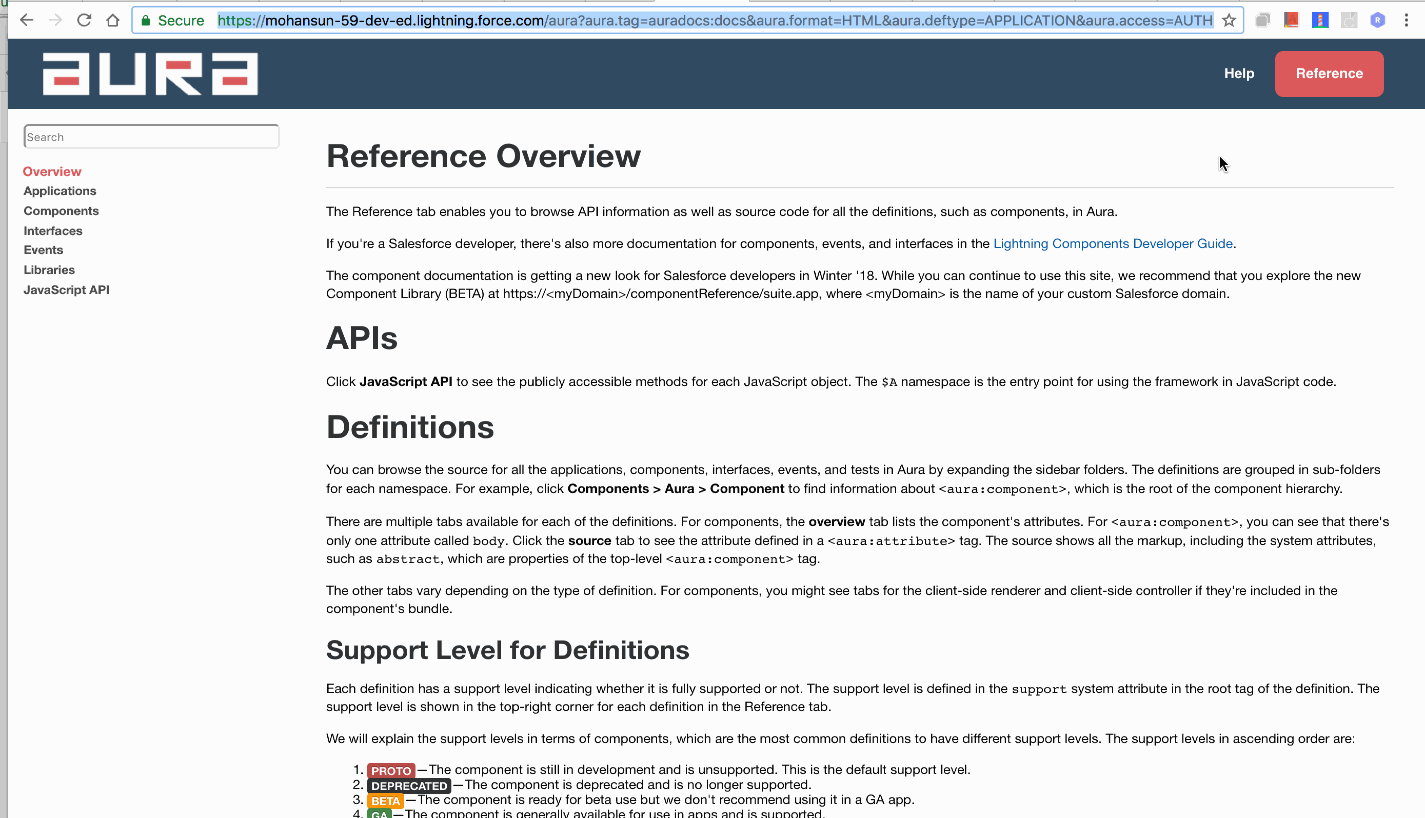 Secure https://mohansun-59-dev-ed.lightning.force.com/aura?aura.tag=auradocs:docs&aura.format=HTML&aura.deftype=APPLICATION&aura.access=AUTH
aura
Help
Reference
Search
Overview
Applications
Components
Interfaces
Events
Libraries
JavaScript API
Reference Overview
The Reference tab enables you to browse API information as well as source code for all the definitions, such as components, in Aura.
If you're a Salesforce developer, there's also more documentation for components, events, and interfaces in the Lightning Components Developer Guide.
The component documentation is getting a new look for Salesforce developers in Winter '18. While you can continue to use this site, we recommend that you explore the new
Component Library (BETA) at https://<myDomain>/componentReference/suite.app, where <myDomain> is the name of your custom Salesforce domain.
APIs
Click JavaScript API to see the publicly accessible methods for each JavaScript object. The $A namespace is the entry point for using the framework in JavaScript code.
Definitions
You can browse the source for all the applications, components, interfaces, events, and tests in Aura by expanding the sidebar folders. The definitions are grouped in sub-folders
for each namespace. For example, click Components > Aura > Component to find information about <aura:component>, which is the root of the component hierarchy.
There are multiple tabs available for each of the definitions. For components, the overview tab lists the component's attributes. For <aura:component>, you can see that there's
only one attribute called body. Click the source tab to see the attribute defined in a <aura:attribute> tag. The source shows all the markup, including the system attributes,
such as abstract, which are properties of the top-level <aura:component> tag.
The other tabs vary depending on the type of definition. For components, you might see tabs for the client-side renderer and client-side controller if they're included in the
component's bundle.
Support Level for Definitions
Each definition has a support level indicating whether it is fully supported or not. The support level is defined in the support system attribute in the root tag of the definition. The
support level is shown in the top-right corner for each definition in the Reference tab.
We will explain the support levels in terms of components, which are the most common definitions to have different support levels. The support levels in ascending order are:
1. PROTO—The component is still in development and is unsupported. This is the default support level.
2. DEPRECATED—The component is deprecated and is no longer supported.
3. BETA—The component is ready for beta use but we don't recommend using it in a GA app.
4. GA—The component is generally available for use in apps and is supported.